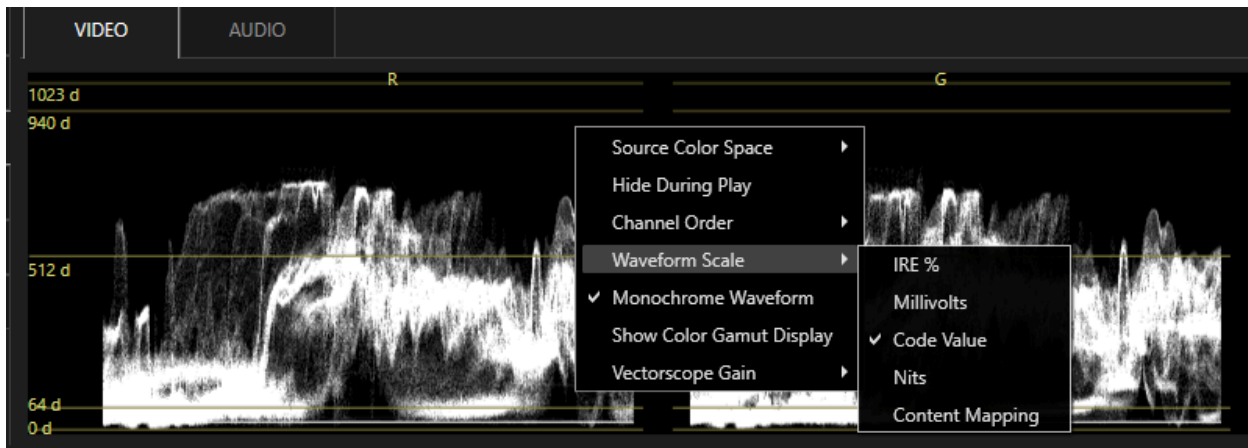 VIDEO AUDIO
R G
1023 d
940 d
512 d
64 d
0 d
Source Color Space
Hide During Play
Channel Order
Waveform Scale
Monochrome Waveform
Show Color Gamut Display
Vectorscope Gain
IRE %
Millivolts
Code Value
Nits
Content Mapping